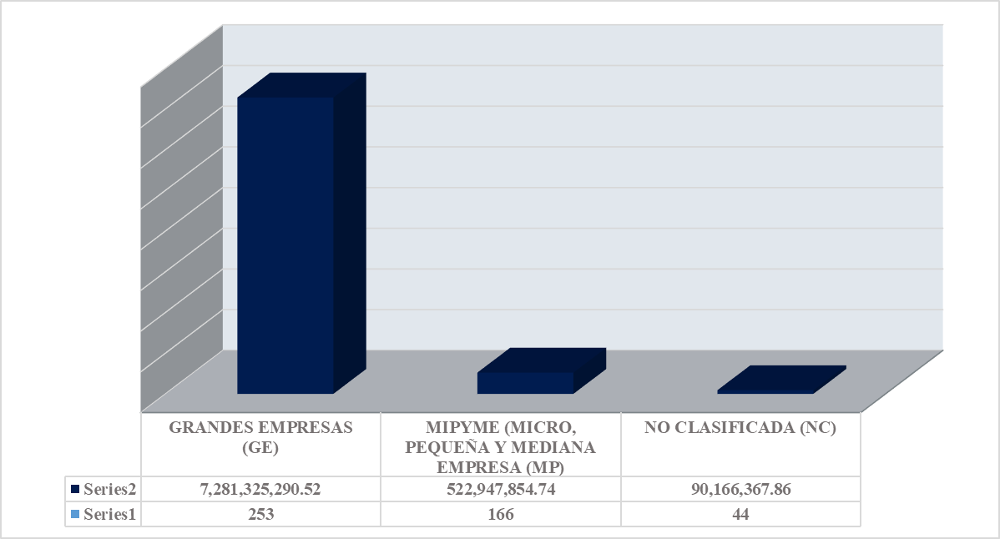 GRANDES EMPRESAS
(GE)
MIPYME (MICRO,
PEQUEÑA Y MEDIANA
EMPRESA (MP)
NO CLASIFICADA (NC)
Series2 7,281,325,290.52 522,947,854.74 90,166,367.86
Series1 253 166 44